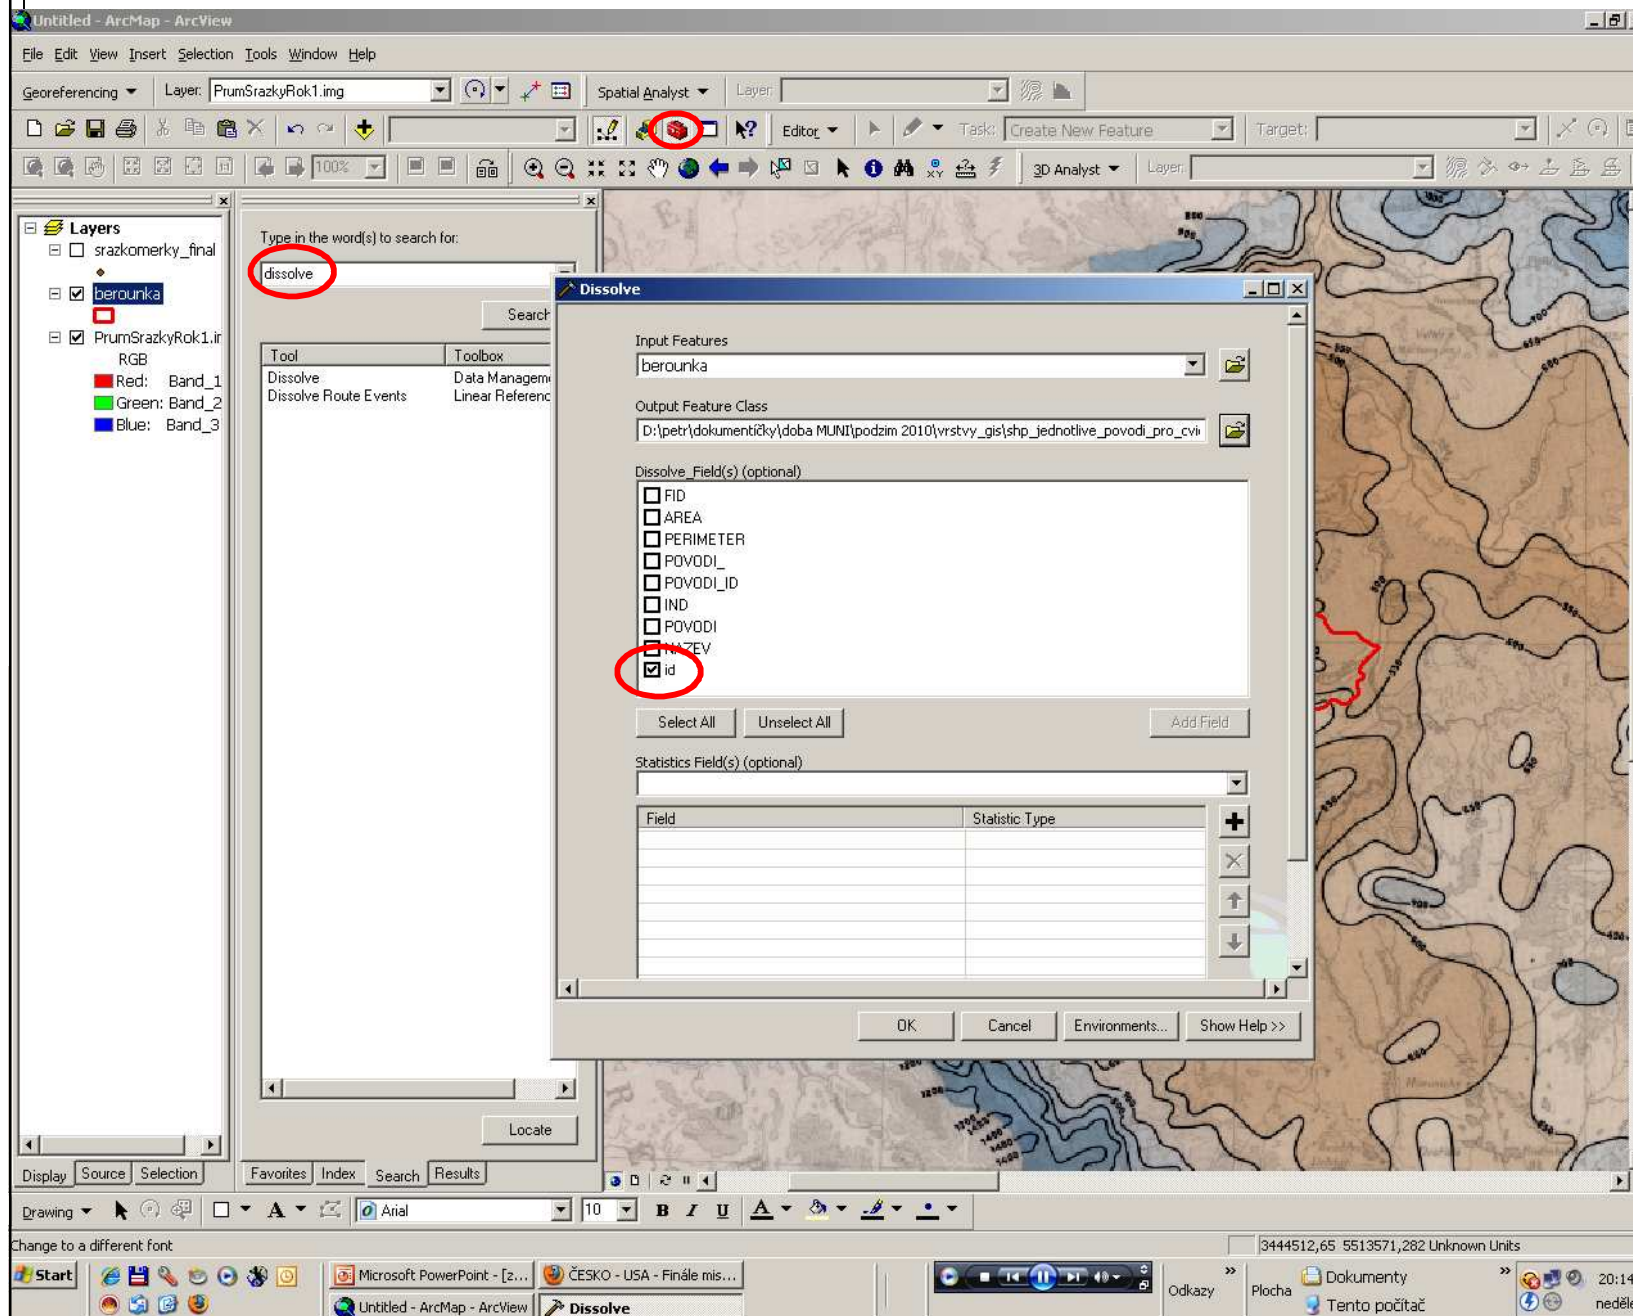 Untitled - ArcMap - ArcView
File Edit View Insert Selection Tools Window Help
Georeferencing Layer: PrumSrazkyRok1.img Spatial Analyst Layer:
Editor Task: Create New Feature Target:
100% 3D Analyst Layer:
Layers
srazkomerky_final
berounka
PrumSrazkyRok1.ir
RGB
Red: Band_1
Green: Band_2
Blue: Band_3
Display Source Selection
Type in the word(s) to search for:
dissolve
Search
Tool Toolbox
Dissolve Data Managem
Dissolve Route Events Linear Referenc
Locate
Favorites Index Search Results
Dissolve
Input Features
berounka
Output Feature Class
D:\petr\dokumentíčky\doba MUNI\podzim 2010\vrstvy_gis\shp_jednotlive_povodi_pro_cvi
Dissolve_Field(s) (optional)
FID
AREA
PERIMETER
POVODI_
POVODI_ID
IND
POVODI
NAZEV
id
Select All Unselect All Add Field
Statistics Field(s) (optional)
Field Statistic Type
OK Cancel Environments... Show Help >>
Drawing Arial 10 B I U A
Change to a different font
3444512,65 5513571,282 Unknown Units
Start Microsoft PowerPoint - [z... ČESKO - USA - Finále mis... Odkazy Plocha Dokumenty 20:14
Untitled - ArcMap - ArcView Dissolve Tento počítač neděle